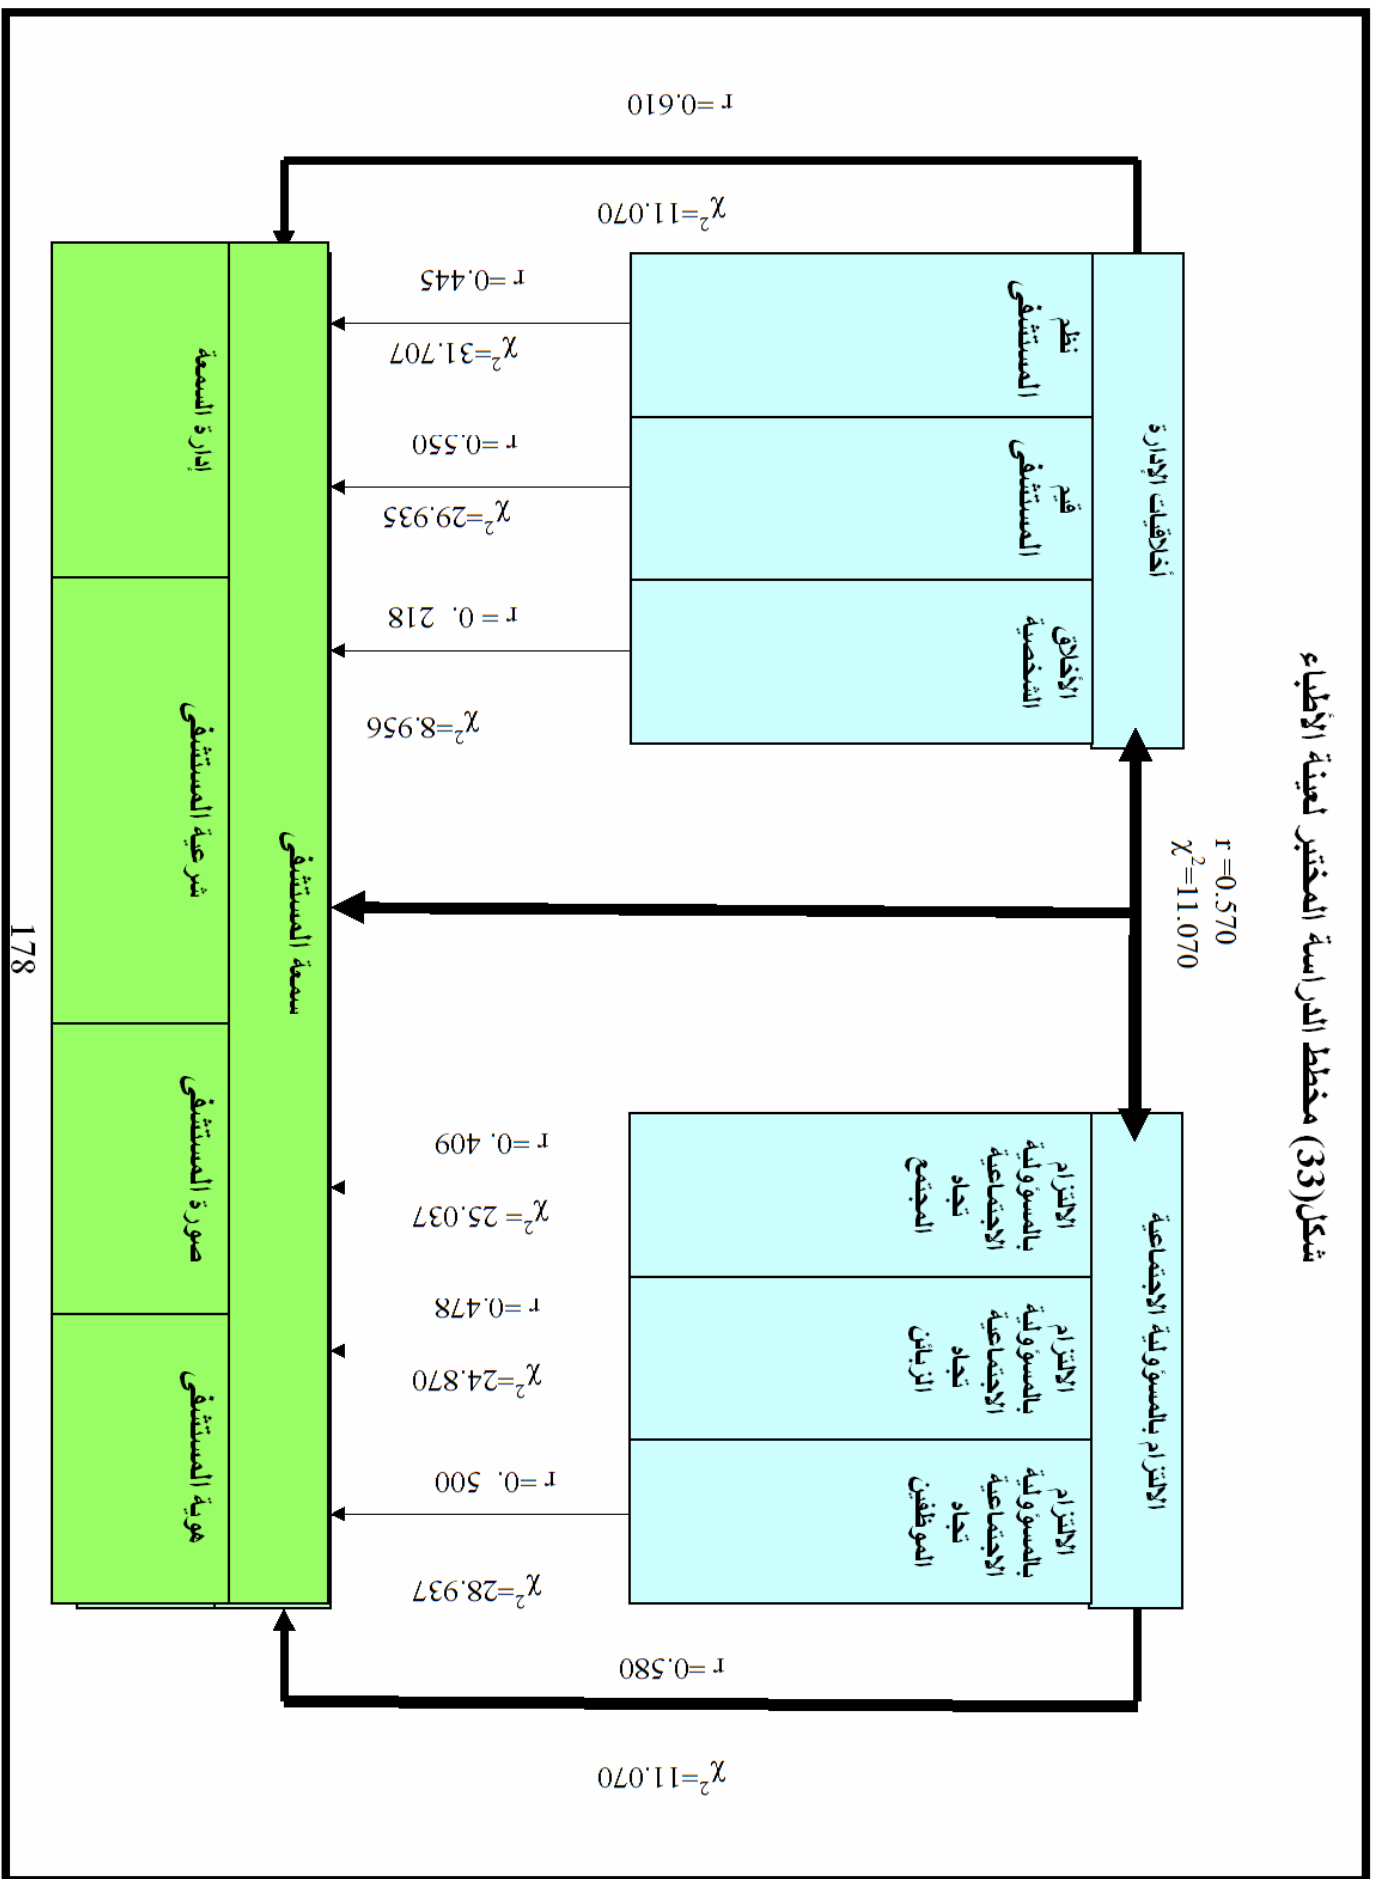 شكل(33) مخطط الدراسة المختبر لعينة الأطباء
r =0.570
χ²=11.070
أخلاقيات الإدارة
نظم
المستشفى
قيم
المستشفى
الأخلاق
الشخصية
الالتزام بالمسؤولية الاجتماعية
الالتزام
بالمسؤولية
الاجتماعية
تجاه
المجتمع
الالتزام
بالمسؤولية
الاجتماعية
تجاه
الزبائن
الالتزام
بالمسؤولية
الاجتماعية
تجاه
الموظفين
r =0.610
χ²=11.070
r =0.445
χ²=31.707
r =0.550
χ²=29.935
r = 0. 218
χ²=8.956
r =0. 409
χ²= 25.037
r =0.478
χ²=24.870
r =0. 500
χ²=28.937
r =0.580
χ²=11.070
سمعة المستشفى
إدارة السمعة
شرعية المستشفى
صورة المستشفى
هوية المستشفى
178